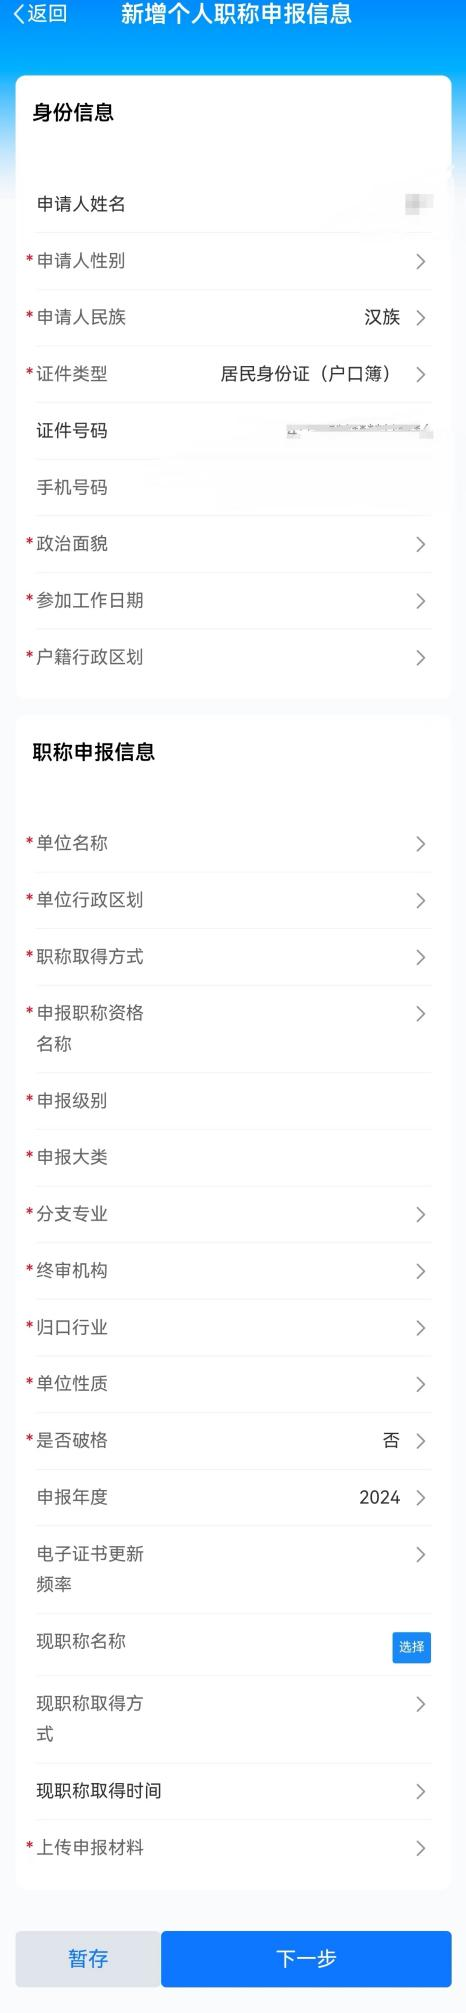 返回 新增个人职称申报信息
身份信息
申请人姓名
*申请人性别
*申请人民族 汉族
*证件类型 居民身份证（户口簿）
证件号码
手机号码
*政治面貌
*参加工作日期
*户籍行政区划
职称申报信息
*单位名称
*单位行政区划
*职称取得方式
*申报职称资格
名称
*申报级别
*申报大类
*分支专业
*终审机构
*归口行业
*单位性质
*是否破格 否
申报年度 2024
电子证书更新
频率
现职称名称 选择
现职称取得方
式
现职称取得时间
*上传申报材料
暂存 下一步